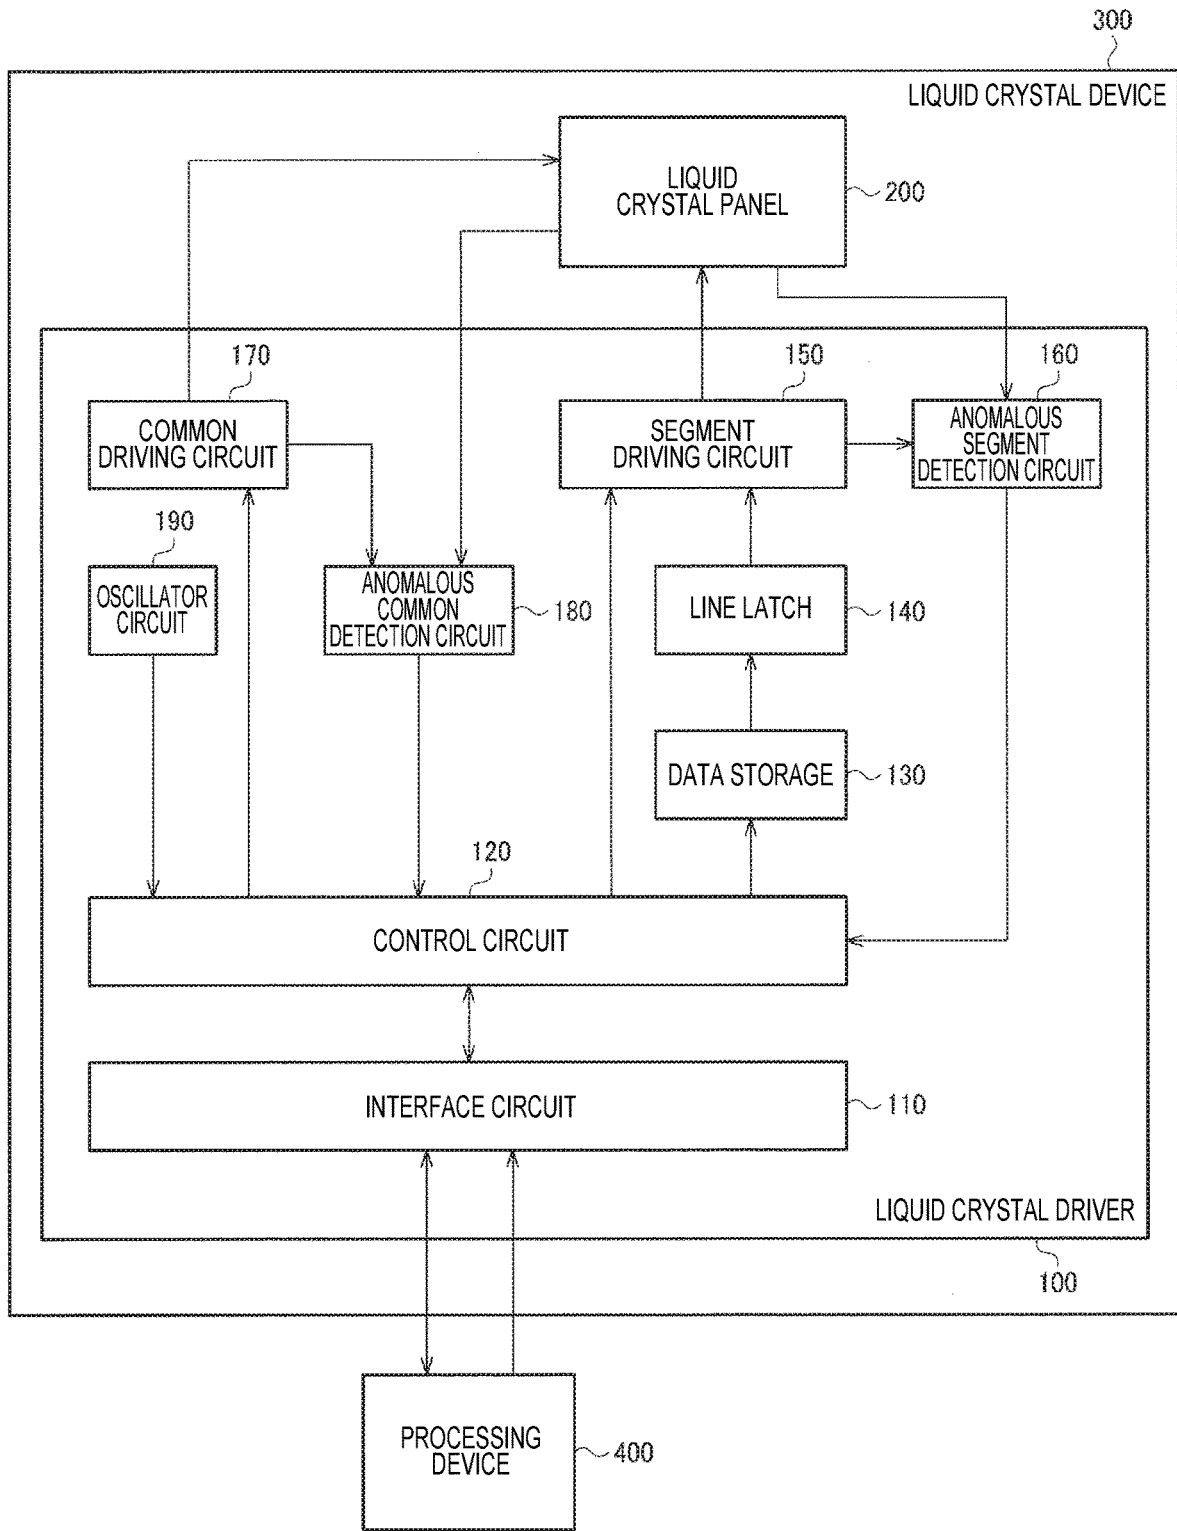 300
LIQUID CRYSTAL DEVICE
LIQUID
CRYSTAL PANEL
200
170
150
160
COMMON
DRIVING CIRCUIT
SEGMENT
DRIVING CIRCUIT
ANOMALOUS
SEGMENT
DETECTION CIRCUIT
190
OSCILLATOR
CIRCUIT
ANOMALOUS
COMMON
DETECTION CIRCUIT
180
LINE LATCH
140
DATA STORAGE
130
120
CONTROL CIRCUIT
INTERFACE CIRCUIT
110
LIQUID CRYSTAL DRIVER
100
PROCESSING
DEVICE
400